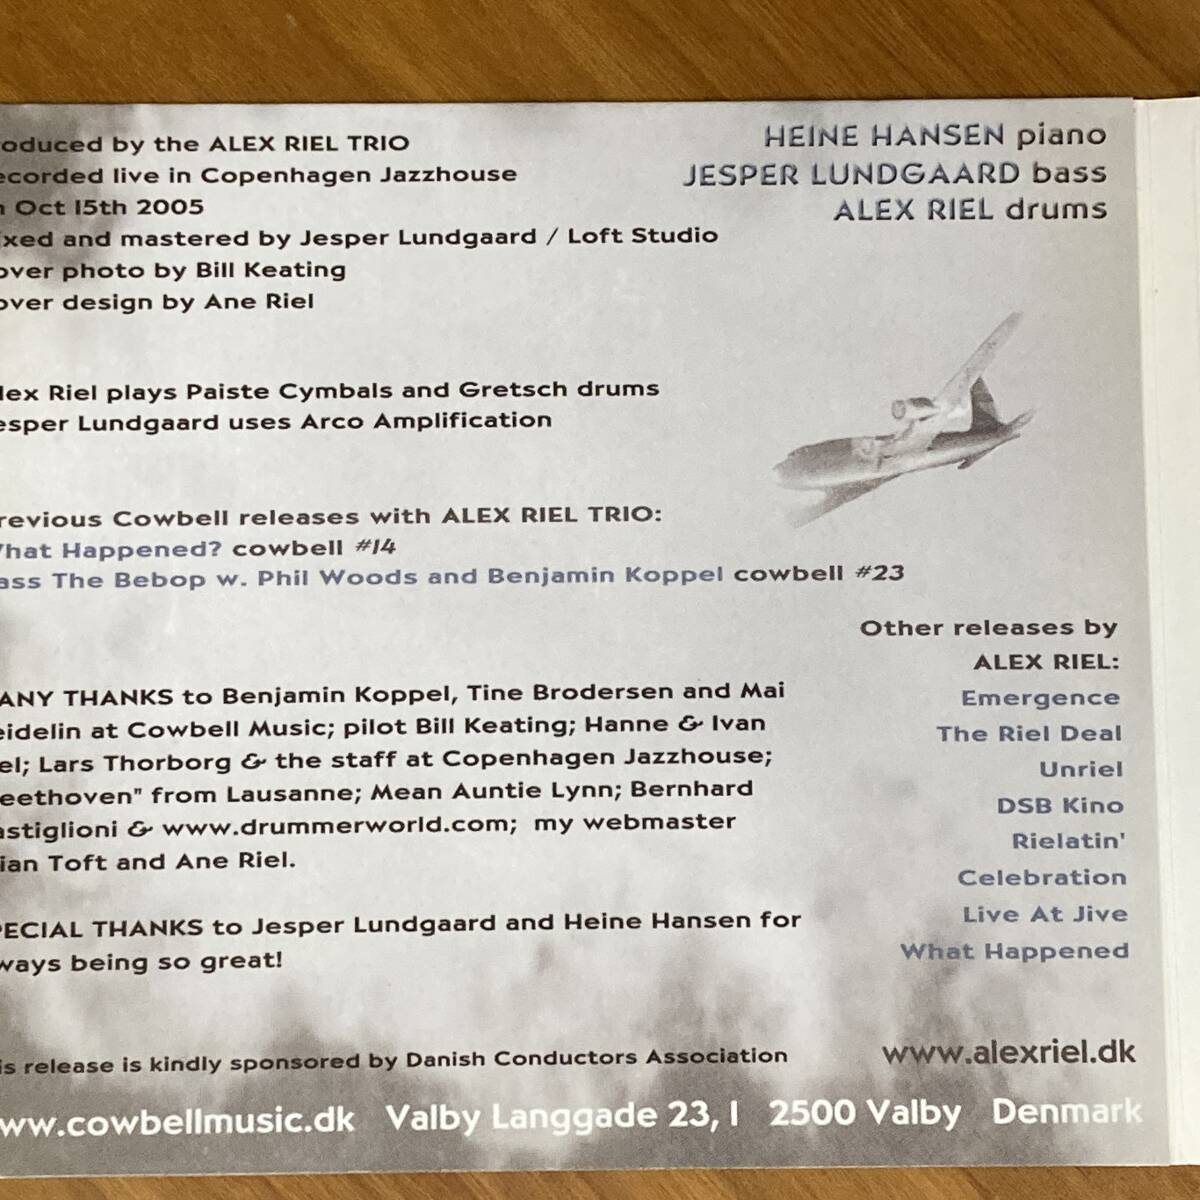 oduced by the ALEX RIEL TRIO
ecorded live in Copenhagen Jazzhouse
n Oct 15th 2005
ixed and mastered by Jesper Lundgaard / Loft Studio
over photo by Bill Keating
over design by Ane Riel
HEINE HANSEN piano
JESPER LUNDGAARD bass
ALEX RIEL drums
lex Riel plays Paiste Cymbals and Gretsch drums
esper Lundgaard uses Arco Amplification
revious Cowbell releases with ALEX RIEL TRIO:
hat Happened? cowbell #14
ass The Bebop w. Phil Woods and Benjamin Koppel cowbell #23
ANY THANKS to Benjamin Koppel, Tine Brodersen and Mai
eidelin at Cowbell Music; pilot Bill Keating; Hanne & Ivan
el; Lars Thorborg & the staff at Copenhagen Jazzhouse;
eethoven" from Lausanne; Mean Auntie Lynn; Bernhard
astiglioni & www.drummerworld.com; my webmaster
ian Toft and Ane Riel.
PECIAL THANKS to Jesper Lundgaard and Heine Hansen for
ways being so great!
Other releases by
ALEX RIEL:
Emergence
The Riel Deal
Unriel
DSB Kino
Rielatin'
Celebration
Live At Jive
What Happened
is release is kindly sponsored by Danish Conductors Association
www.alexriel.dk
ww.cowbellmusic.dk Valby Langgade 23, 1 2500 Valby Denmark